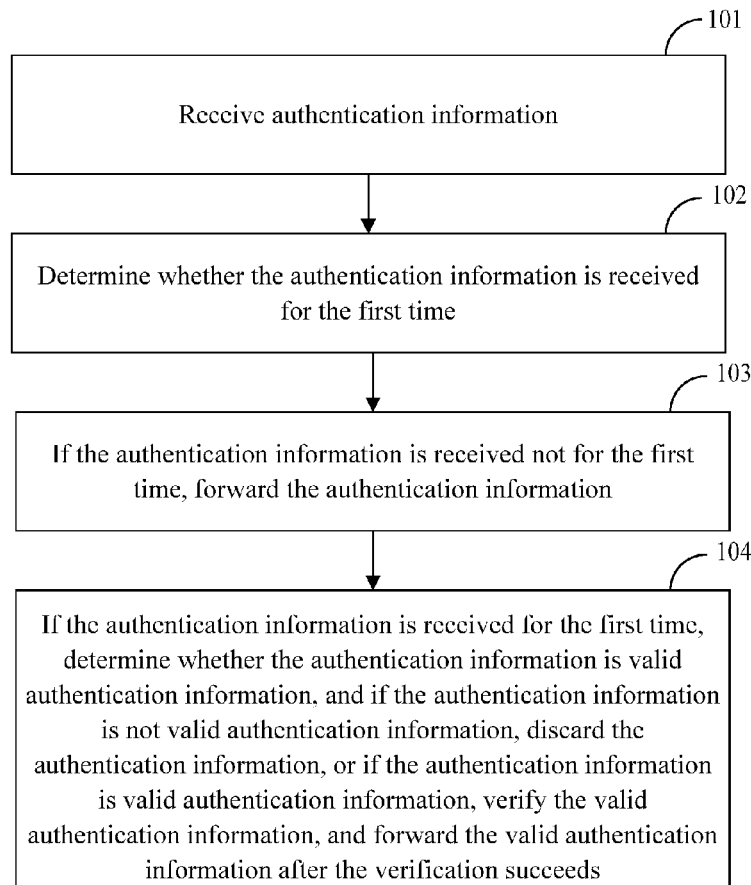 101
Receive authentication information
102
Determine whether the authentication information is received
for the first time
103
If the authentication information is received not for the first
time, forward the authentication information
104
If the authentication information is received for the first time,
determine whether the authentication information is valid
authentication information, and if the authentication information
is not valid authentication information, discard the
authentication information, or if the authentication information
is valid authentication information, verify the valid
authentication information, and forward the valid authentication
information after the verification succeeds